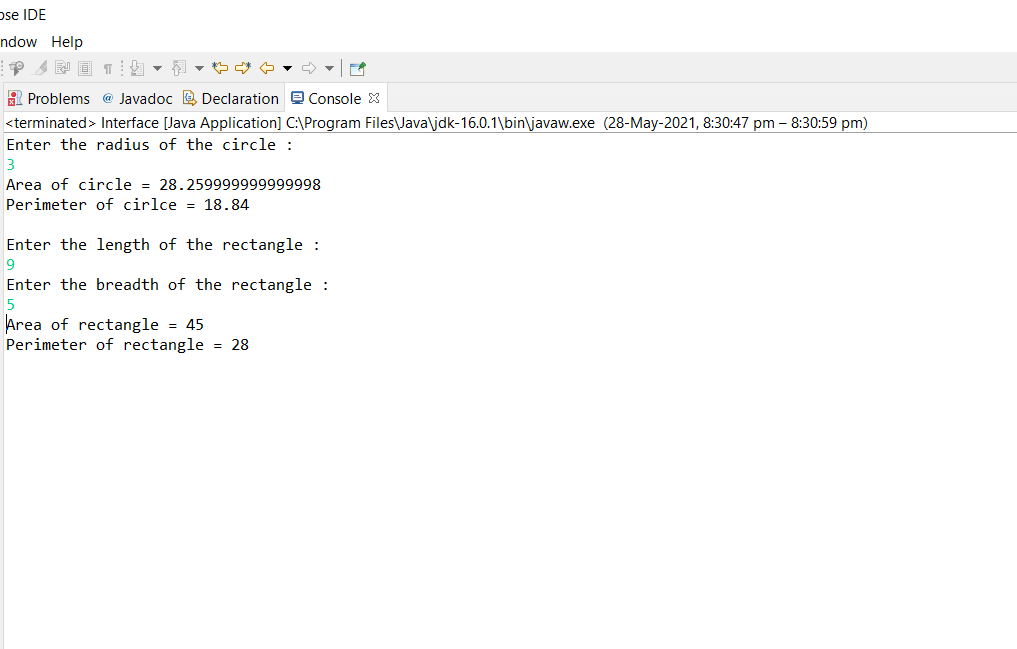 ose IDE
ndow Help
Problems @ Javadoc Declaration Console
<terminated> Interface [Java Application] C:\Program Files\Java\jdk-16.0.1\bin\javaw.exe (28-May-2021, 8:30:47 pm – 8:30:59 pm)
Enter the radius of the circle :
3
Area of circle = 28.259999999999998
Perimeter of cirlce = 18.84
Enter the length of the rectangle :
9
Enter the breadth of the rectangle :
5
Area of rectangle = 45
Perimeter of rectangle = 28